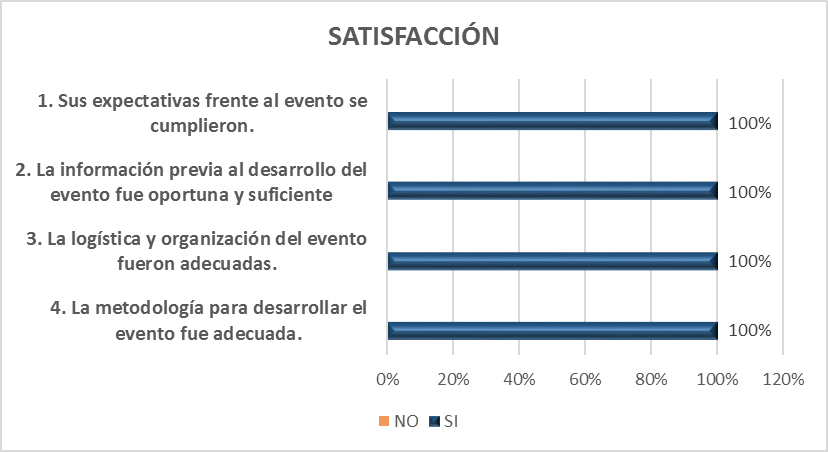 SATISFACCIÓN
1. Sus expectativas frente al evento se
cumplieron.
100%
2. La información previa al desarrollo del
evento fue oportuna y suficiente
100%
3. La logística y organización del evento
fueron adecuadas.
100%
4. La metodología para desarrollar el
evento fue adecuada.
100%
0% 20% 40% 60% 80% 100% 120%
NO SI